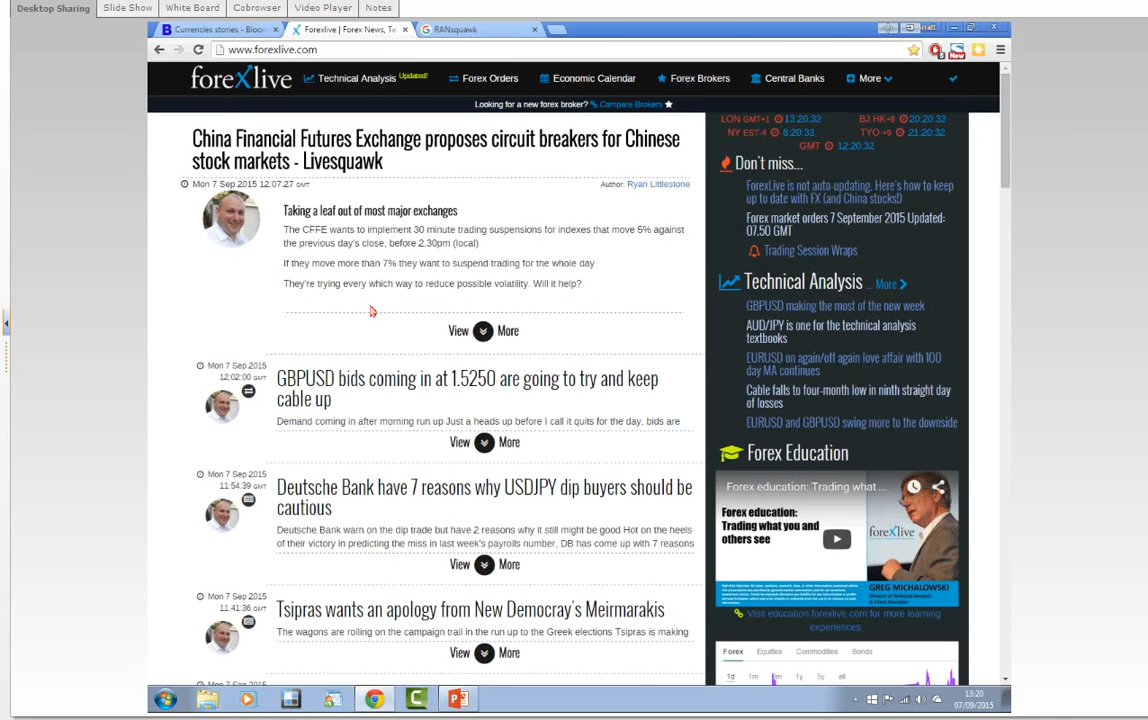 Desktop Sharing
Slide Show
White Board
Cobrowser
Video Player
Notes
Currencies stories - Bloom
Forexlive | Forex News, Te
RANsquawk
www.forexlive.com
New
forexlive
Technical Analysis Updated!
Forex Orders
Economic Calendar
Forex Brokers
Central Banks
More
Looking for a new forex broker? Compare Brokers
China Financial Futures Exchange proposes circuit breakers for Chinese
stock markets - Livesquawk
Mon 7 Sep 2015 12:07:27 GMT
Author: Ryan Littlestone
Taking a leaf out of most major exchanges
The CFFE wants to implement 30 minute trading suspensions for indexes that move 5% against
the previous day's close, before 2.30pm (local)
If they move more than 7% they want to suspend trading for the whole day
They're trying every which way to reduce possible volatility. Will it help?
View More
Mon 7 Sep 2015
12:02:00 GMT
GBPUSD bids coming in at 1.5250 are going to try and keep
cable up
Demand coming in after morning run up Just a heads up before I call it quits for the day, bids are
View More
Mon 7 Sep 2015
11:54:39 GMT
Deutsche Bank have 7 reasons why USDJPY dip buyers should be
cautious
Deutsche Bank warn on the dip trade but have 2 reasons why it still might be good Hot on the heels
of their victory in predicting the miss in last week's payrolls number, DB has come up with 7 reasons
View More
Mon 7 Sep 2015
11:41:36 GMT
Tsipras wants an apology from New Democray's Meirmarakis
The wagons are rolling on the campaign trail in the run up to the Greek elections Tsipras is making
View More
LON GMT+1 13:20:32
BJ HK+8 20:20:32
NY EST-4 8:20:32
TYO +9 21:20:32
GMT 12:20:32
Don't miss...
ForexLive is not auto-updating. Here's how to keep
up to date with FX (and China stocks!)
Forex market orders 7 September 2015 Updated:
07.50 GMT
Trading Session Wraps
Technical Analysis ... More
GBPUSD making the most of the new week
AUD/JPY is one for the technical analysis
textbooks
EURUSD on again/off again love affair with 100
day MA continues
Cable falls to four-month low in ninth straight day
of losses
EURUSD and GBPUSD swing more to the downside
Forex Education
Forex education: Trading what ...
Forex education:
Trading what you and
others see
forexlive
GREG MICHALOWSKI
Visit education.forexlive.com for more learning
experiences.
Forex
Equities
Commodities
Bonds
1d
1m
3m
1y
5y
all
13:20
07/09/2015